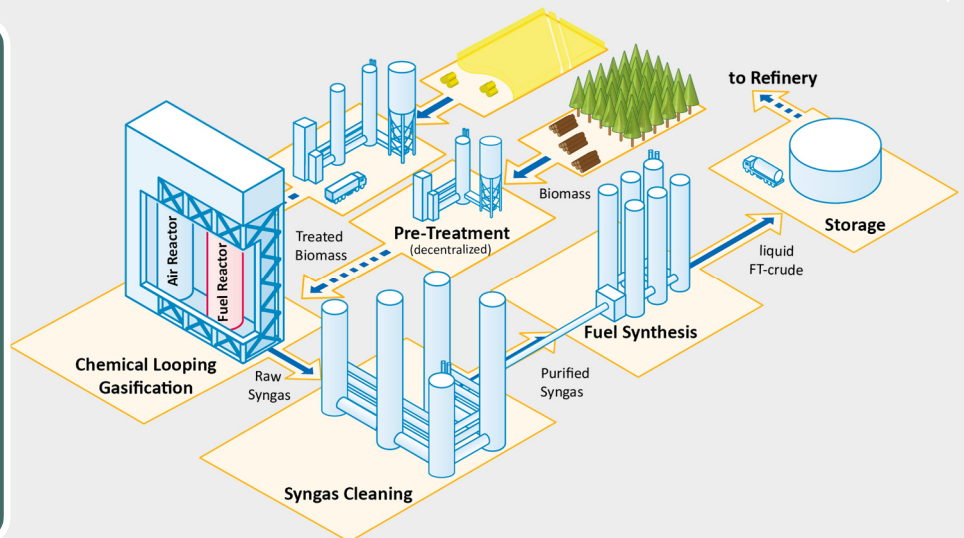 to Refinery
Biomass
Storage
Pre-Treatment
(decentralized)
Treated
Biomass
Air Reactor
Fuel Reactor
liquid
FT-crude
Fuel Synthesis
Chemical Looping
Gasification
Raw
Syngas
Purified
Syngas
Syngas Cleaning